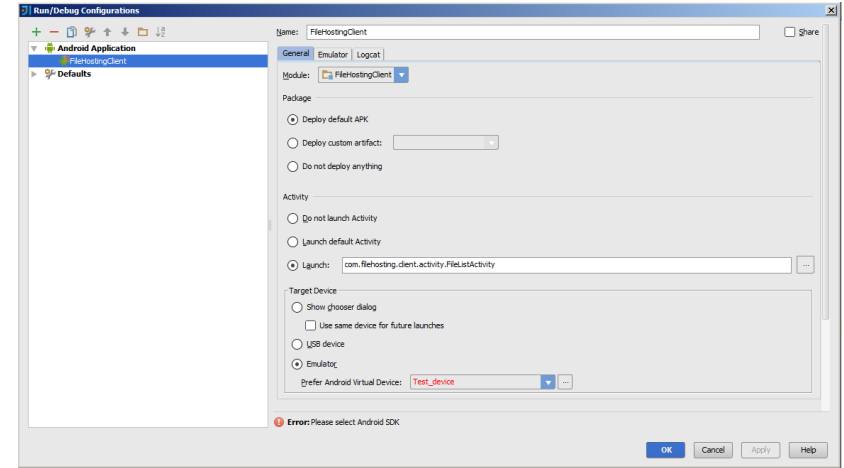 Run/Debug Configurations
Name: FileHostingClient
Share
Android Application
FileHostingClient
Defaults
General Emulator Logcat
Module: FileHostingClient
Package
Deploy default APK
Deploy custom artifact:
Do not deploy anything
Activity
Do not launch Activity
Launch default Activity
Launch: com.filehosting.client.activity.FileListActivity
...
Target Device
Show chooser dialog
Use same device for future launches
USB device
Emulator
Prefer Android Virtual Device: Test_device
...
Error: Please select Android SDK
OK Cancel Apply Help